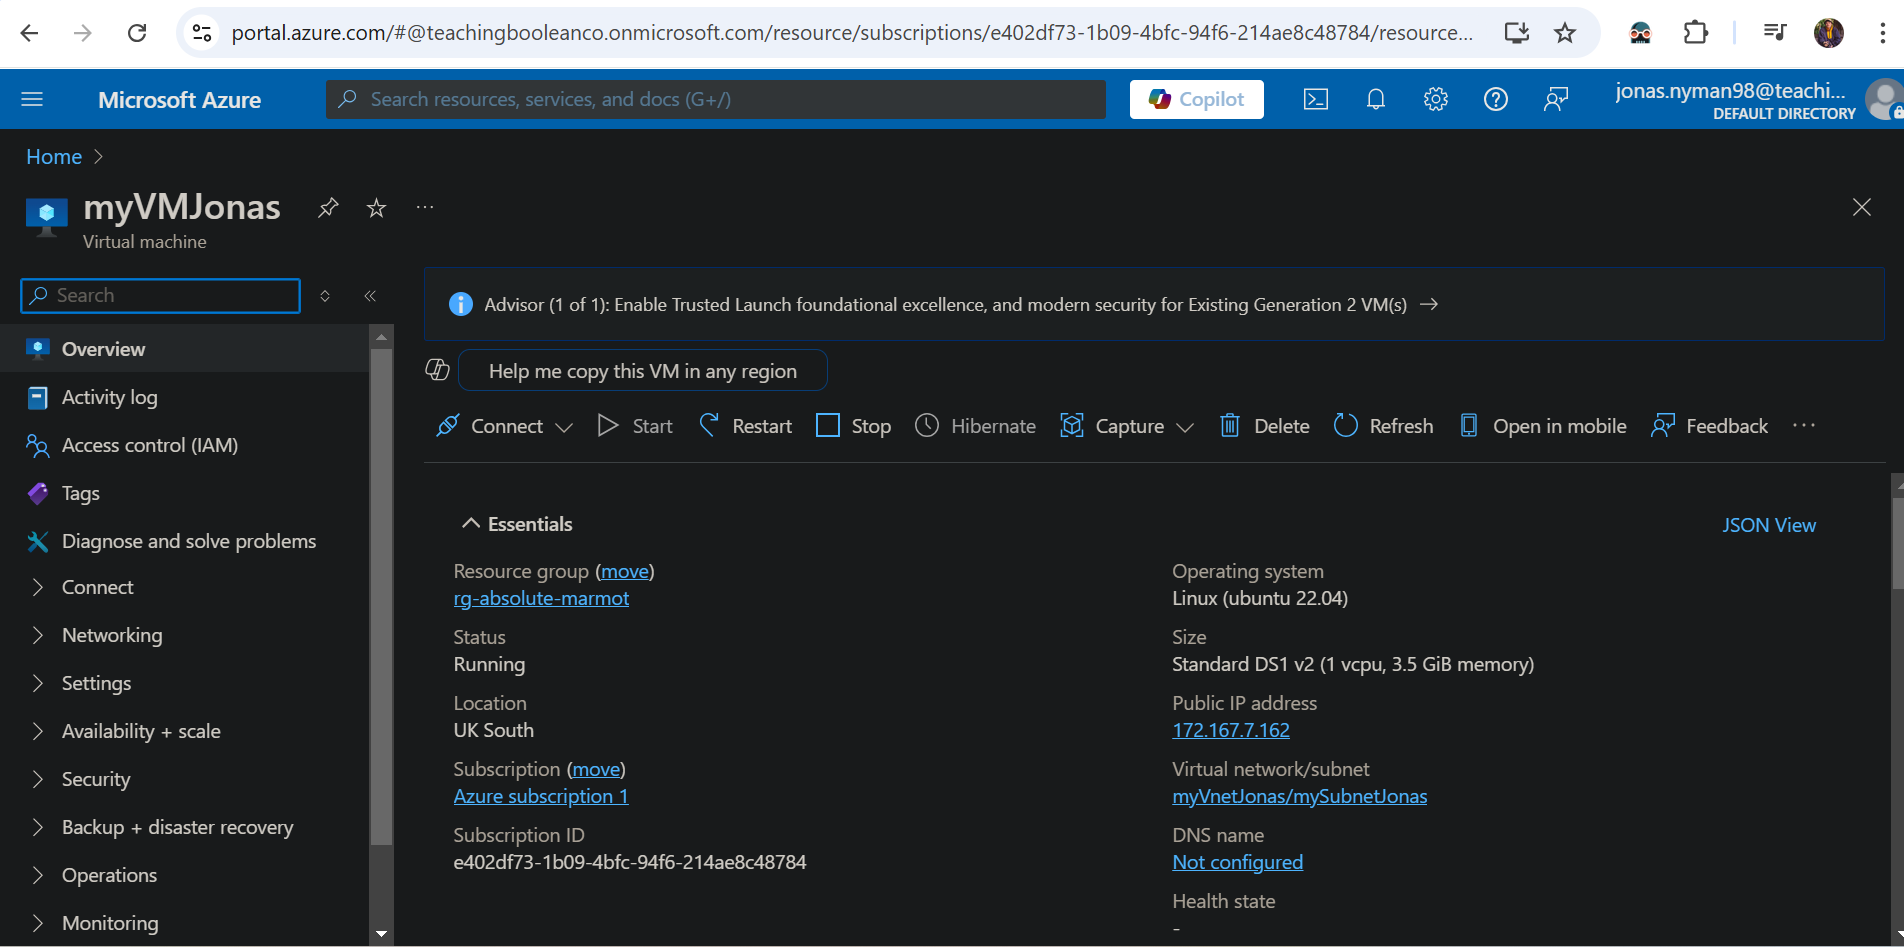 portal.azure.com/#@teachingbooleanco.onmicrosoft.com/resource/subscriptions/e402df73-1b09-4bfc-94f6-214ae8c48784/resource...
Microsoft Azure
Search resources, services, and docs (G+/)
Copilot
jonas.nyman98@teachi...
DEFAULT DIRECTORY
Home
myVMJonas
Virtual machine
Search
Overview
Activity log
Access control (IAM)
Tags
Diagnose and solve problems
Connect
Networking
Settings
Availability + scale
Security
Backup + disaster recovery
Operations
Monitoring
Advisor (1 of 1): Enable Trusted Launch foundational excellence, and modern security for Existing Generation 2 VM(s)
Help me copy this VM in any region
Connect Start Restart Stop Hibernate Capture Delete Refresh Open in mobile Feedback
Essentials
JSON View
Resource group (move)
rg-absolute-marmot
Status
Running
Location
UK South
Subscription (move)
Azure subscription 1
Subscription ID
e402df73-1b09-4bfc-94f6-214ae8c48784
Operating system
Linux (ubuntu 22.04)
Size
Standard DS1 v2 (1 vcpu, 3.5 GiB memory)
Public IP address
172.167.7.162
Virtual network/subnet
myVnetJonas/mySubnetJonas
DNS name
Not configured
Health state
-